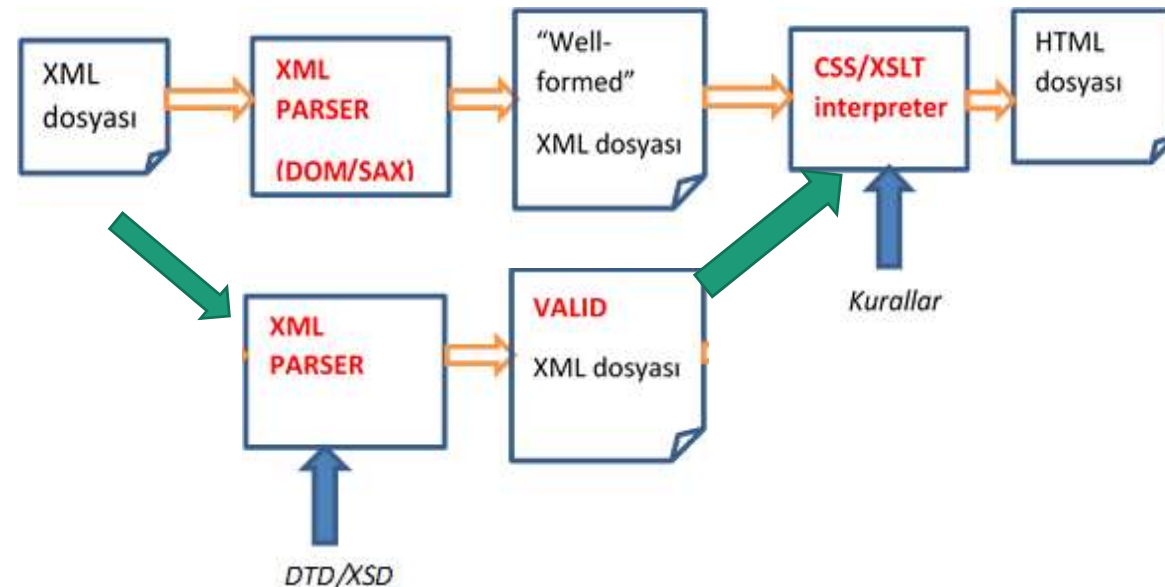 XML
dosyası
XML
PARSER
(DOM/SAX)
“Well-
formed”
XML dosyası
CSS/XSLT
interpreter
HTML
dosyası
Kurallar
XML
PARSER
VALID
XML dosyası
DTD/XSD